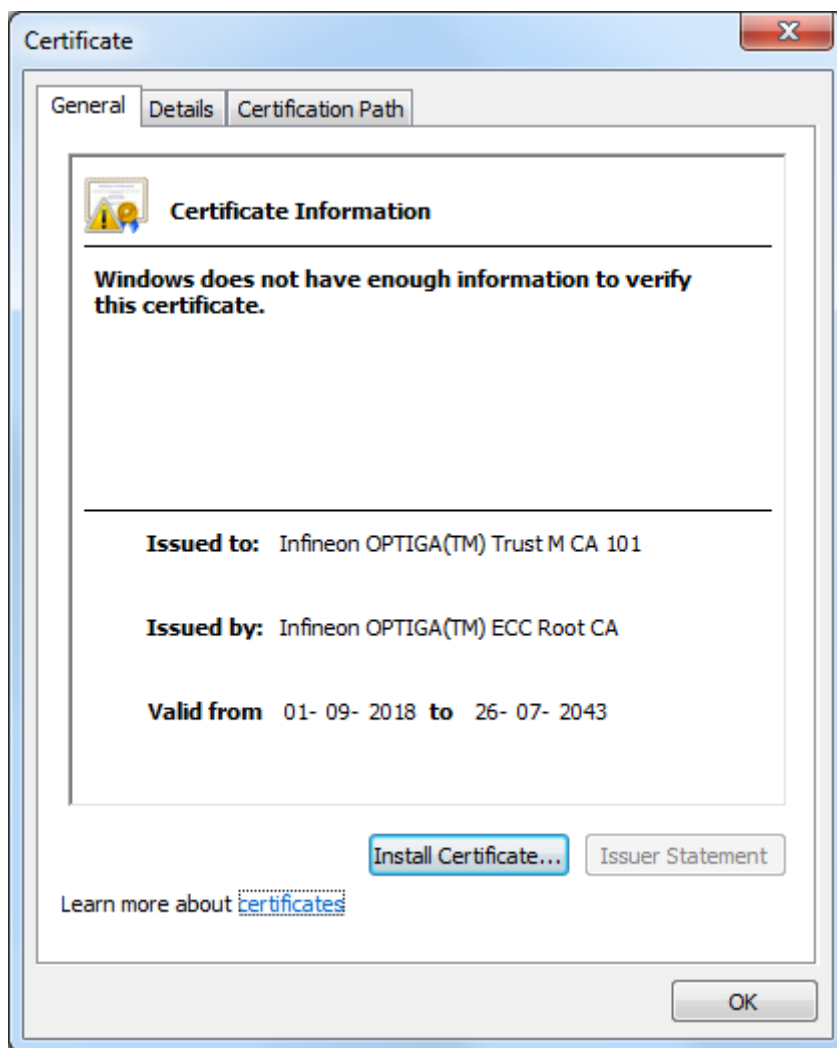 Certificate
General Details Certification Path
Certificate Information
Windows does not have enough information to verify
this certificate.
Issued to: Infineon OPTIGA(TM) Trust M CA 101
Issued by: Infineon OPTIGA(TM) ECC Root CA
Valid from 01- 09- 2018 to 26- 07- 2043
Install Certificate... Issuer Statement
Learn more about certificates
OK